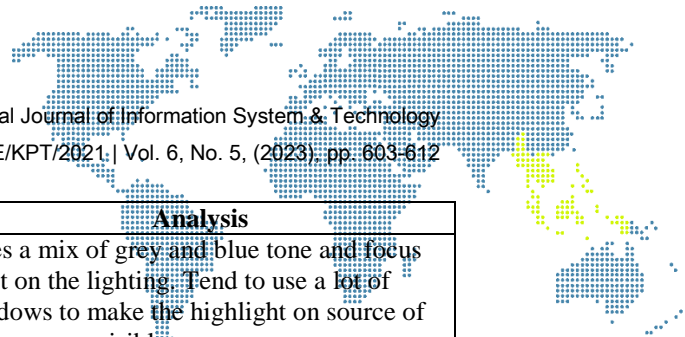 al Journal of Information System & Technology
E/KPT/2021 | Vol. 6, No. 5, (2023), pp. 603-612
Analysis
es a mix of grey and blue tone and focus
t on the lighting. Tend to use a lot of
dows to make the highlight on source of